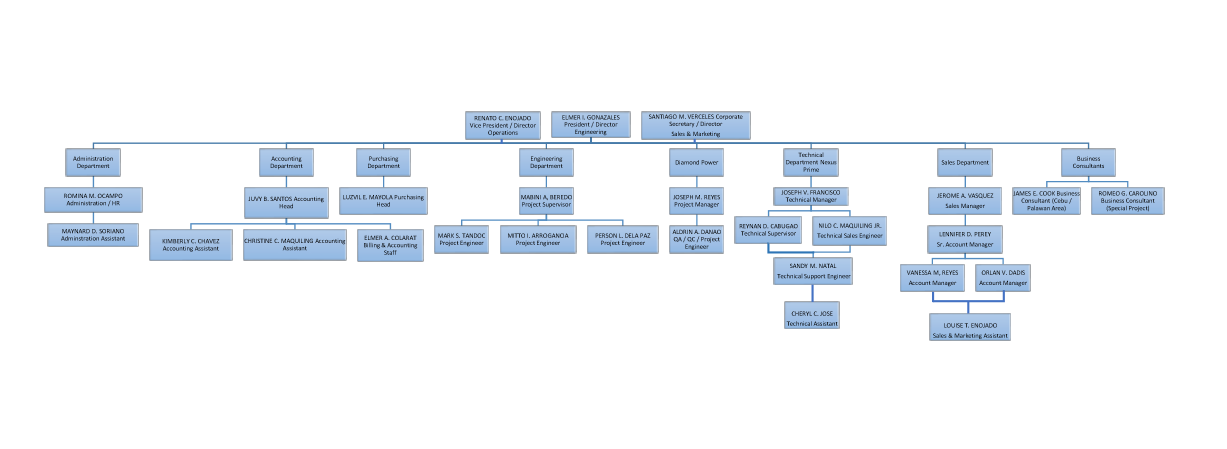 RENATO C. ENOJADO
Vice President / Director
Operations
ELMER I. GONAZALES
President / Director
Engineering
SANTIAGO M. VERCELES Corporate
Secretary / Director
Sales & Marketing
Administration
Department
Accounting
Department
Purchasing
Department
Engineering
Department
Diamond Power
Technical
Department Nexus
Prime
Sales Department
Business
Consultants
ROMINA M. OCAMPO
Administration / HR
JUVY B. SANTOS Accounting
Head
LUZVIL E. MAYOLA Purchasing
Head
MABINI A, BEREDO
Project Supervisor
JOSEPH M. REYES
Project Manager
JOSEPH V. FRANCISCO
Technical Manager
JEROME A. VASQUEZ
Sales Manager
JAMES E. COOK Business
Consultant (Cebu /
Palawan Area)
ROMEO G. CAROLINO
Business Consultant
(Special Project)
MAYNARD D. SORIANO
Adminstration Assistant
KIMBERLY C, CHAVEZ
Accounting Assistant
CHRISTINE C. MAQUILING Accounting
Assistant
ELMER A. COLARAT
Billing & Accounting
Staff
MARK S. TANDOC
Project Engineer
MITTO I. ARROGANCIA
Project Engineer
PERSON L. DELA PAZ
Project Engineer
ALDRIN A. DANAO
QA / QC / Project
Engineer
REYNAN D. CABUGAO
Technical Supervisor
NILO C. MAQUILING JR.
Technical Sales Engineer
LENNIFER D. PEREY
Sr. Account Manager
SANDY M. NATAL
Technical Support Engineer
VANESSA M, REYES
Account Manager
ORLAN V. DADIS
Account Manager
CHERYL C. JOSE
Technical Assistant
LOUISE T. ENOJADO
Sales & Marketing Assistant